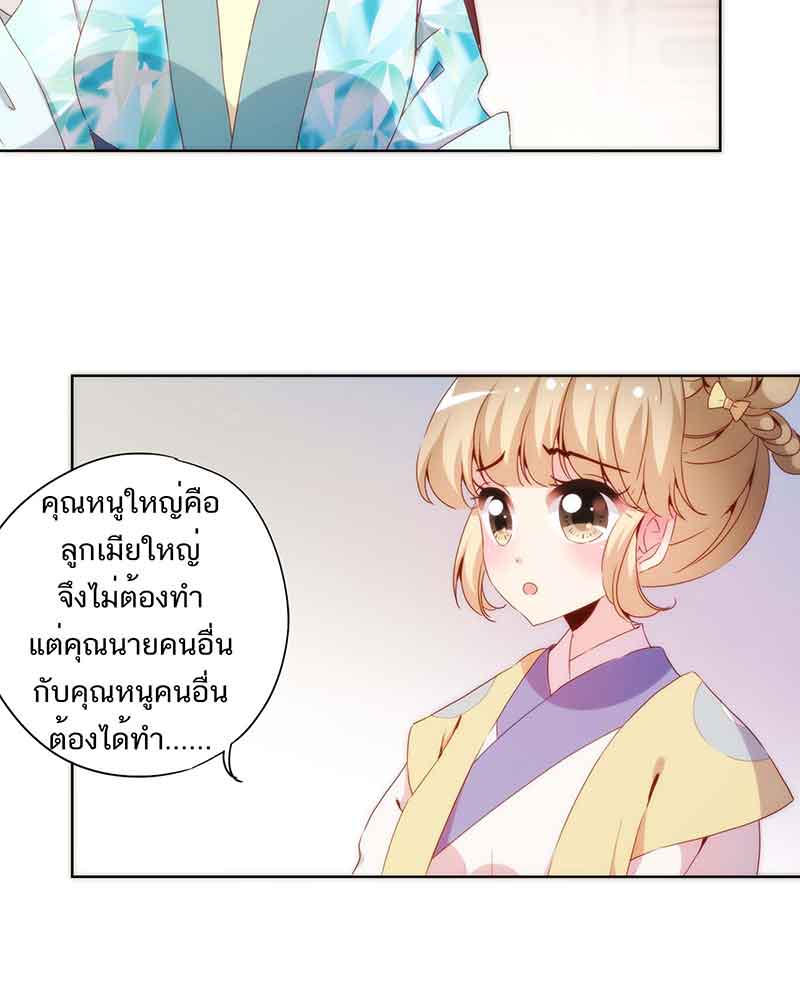 คุณหนูใหญ่คือ
ลูกเมียใหญ่
จึงไม่ต้องทำ
แต่คุณนายคนอื่น
กับคุณหนูคนอื่น
ต้องได้ทำ......